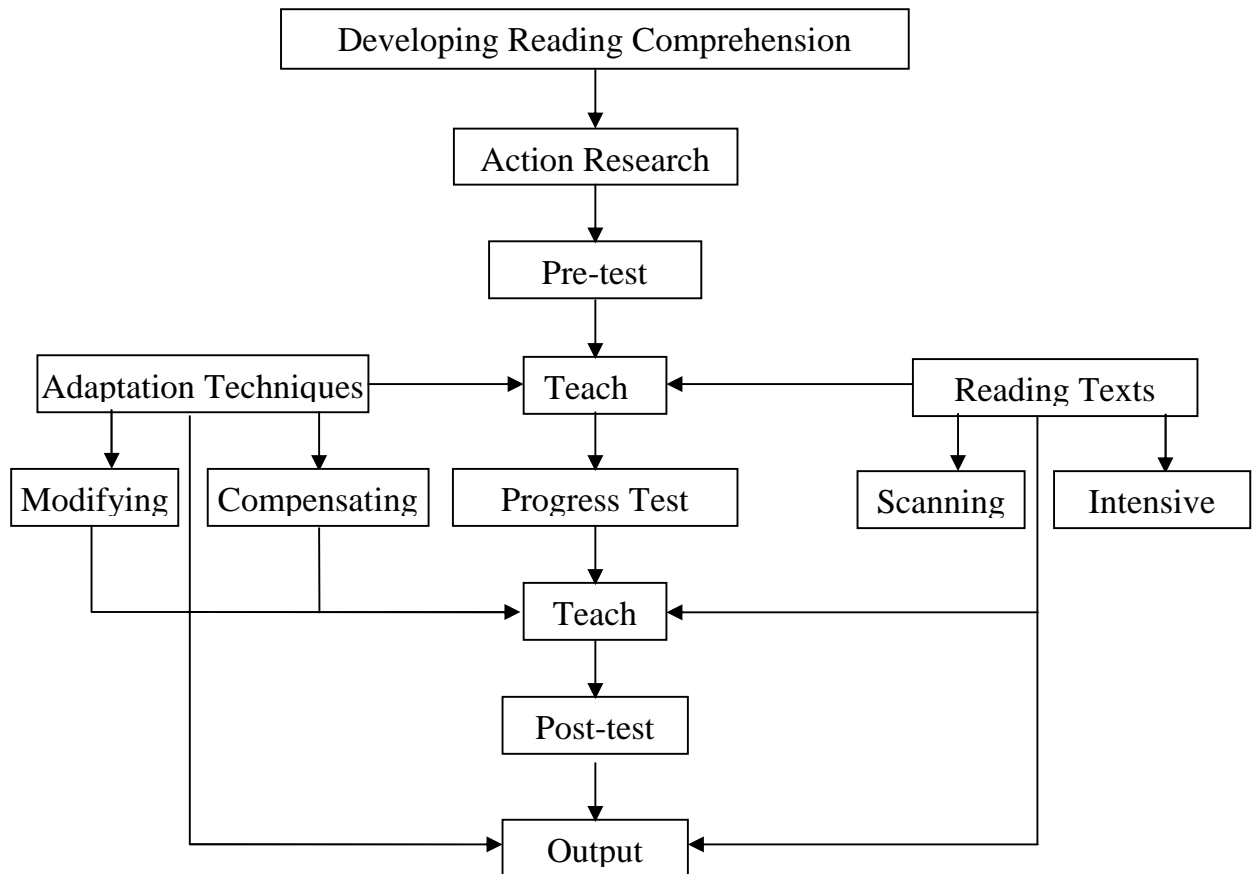 Developing Reading Comprehension
Action Research
Pre-test
Adaptation Techniques
Teach
Reading Texts
Modifying
Compensating
Progress Test
Scanning
Intensive
Teach
Post-test
Output